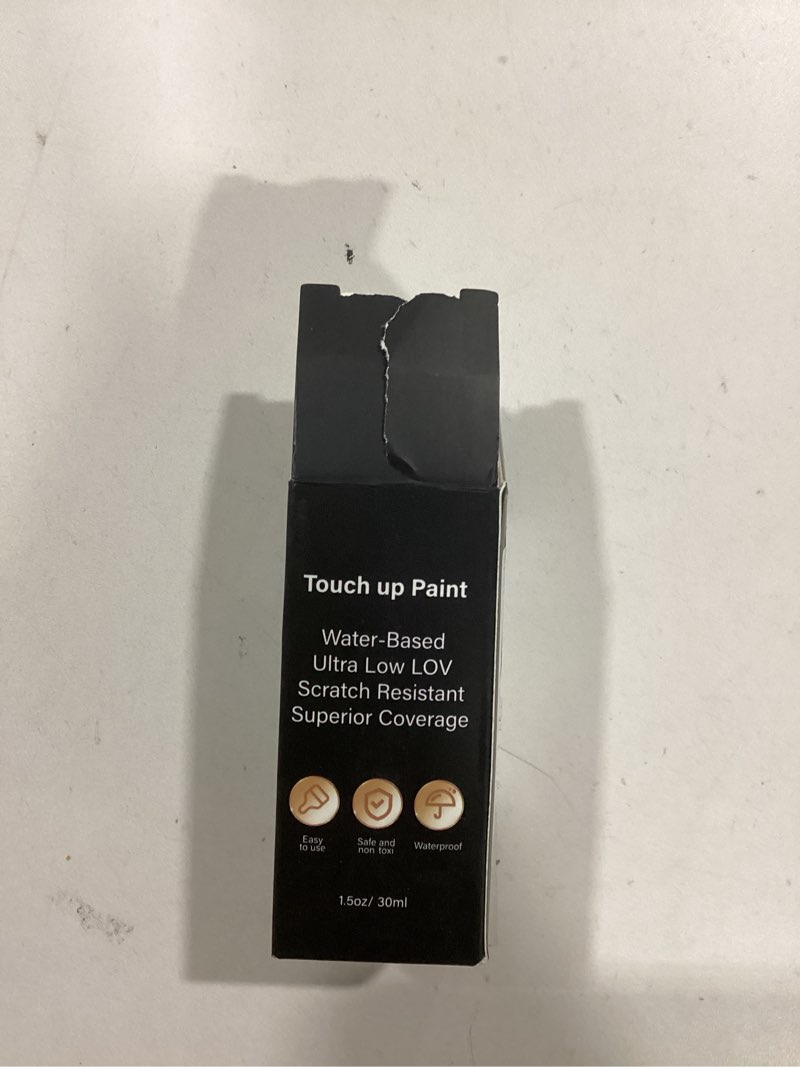 Touch up Paint
Water-Based
Ultra Low LOV
Scratch Resistant
Superior Coverage
Easy
to use
Safe and
non toxi
Waterproof
1.5oz/ 30ml